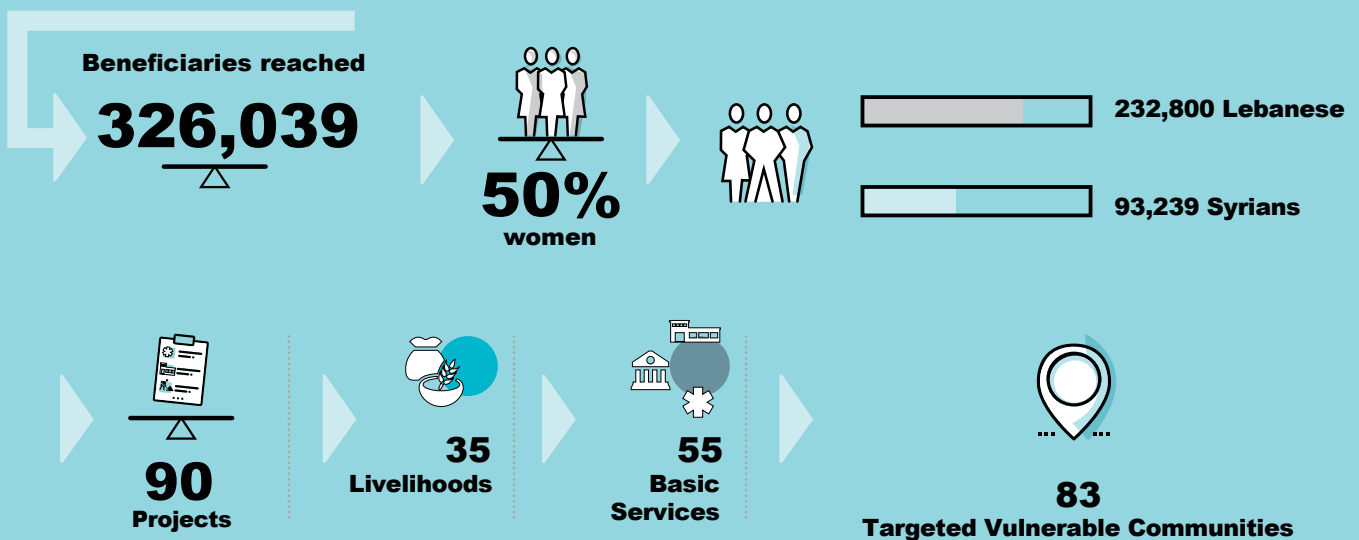 Beneficiaries reached
326,039
50%
women
232,800 Lebanese
93,239 Syrians
90
Projects
35
Livelihoods
55
Basic
Services
83
Targeted Vulnerable Communities